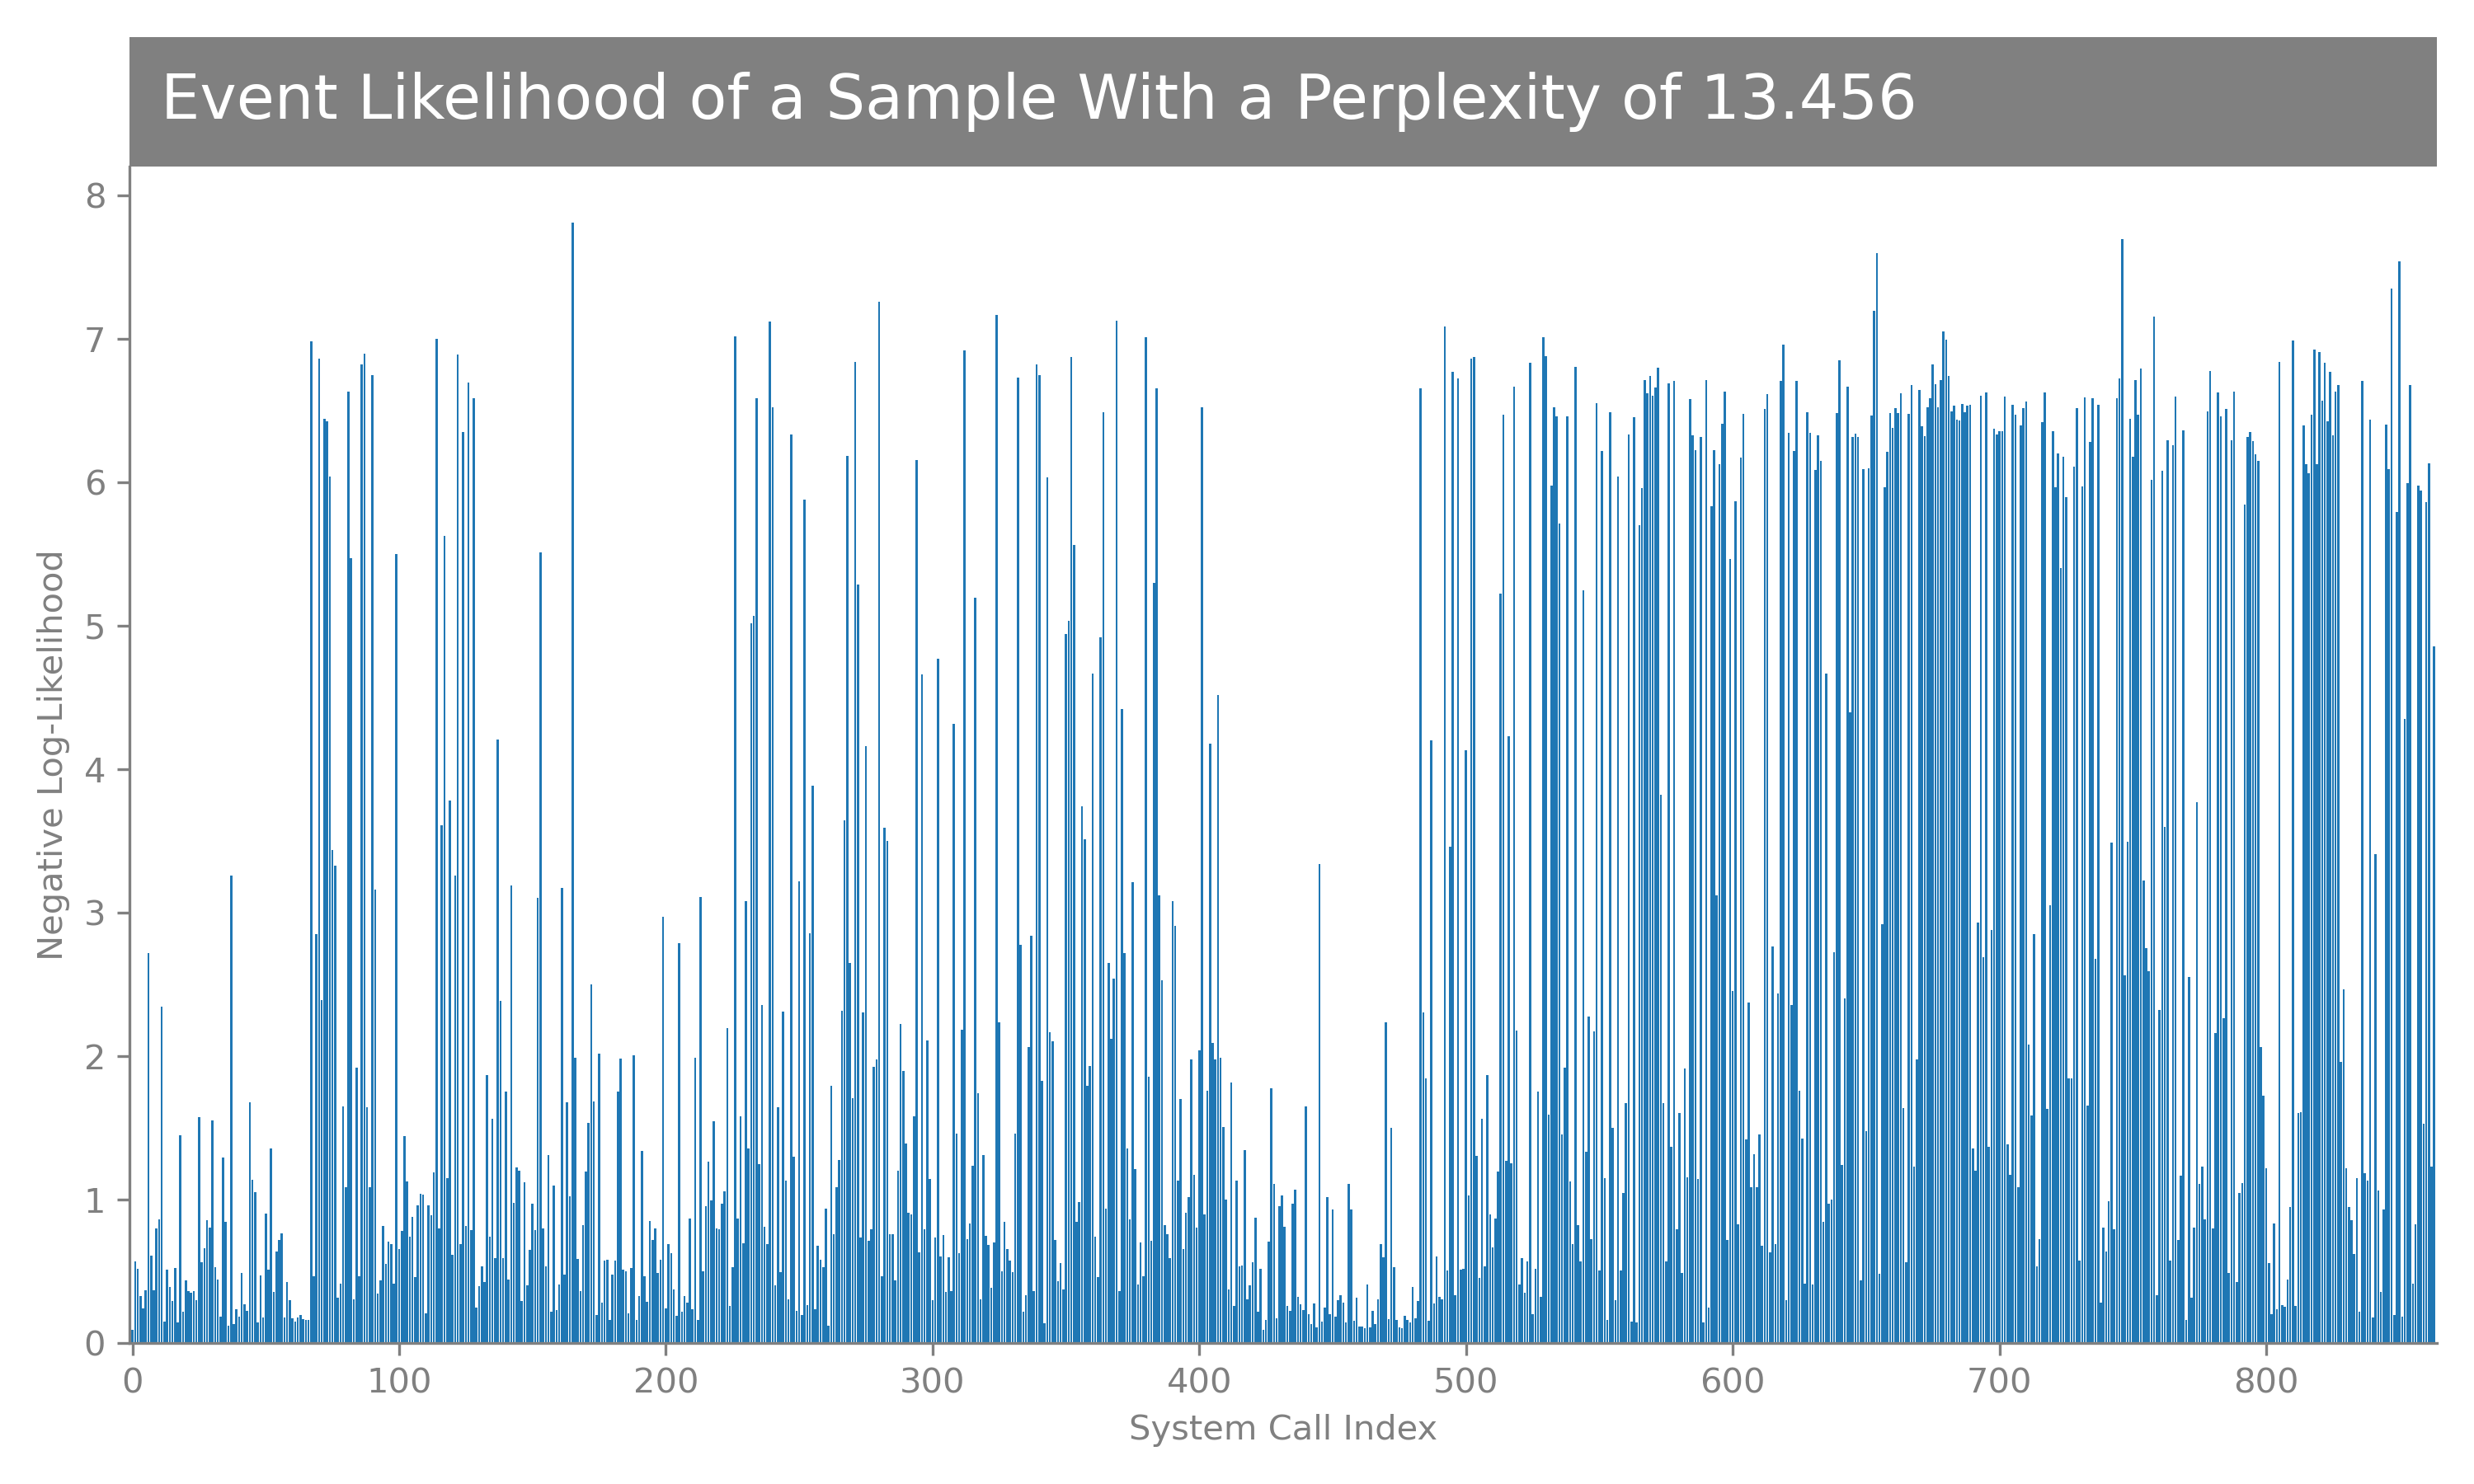 Event Likelihood of a Sample With a Perplexity of 13.456
8
7
6
5
4
3
2
1
0
Negative Log-Likelihood
0 100 200 300 400 500 600 700 800
System Call Index